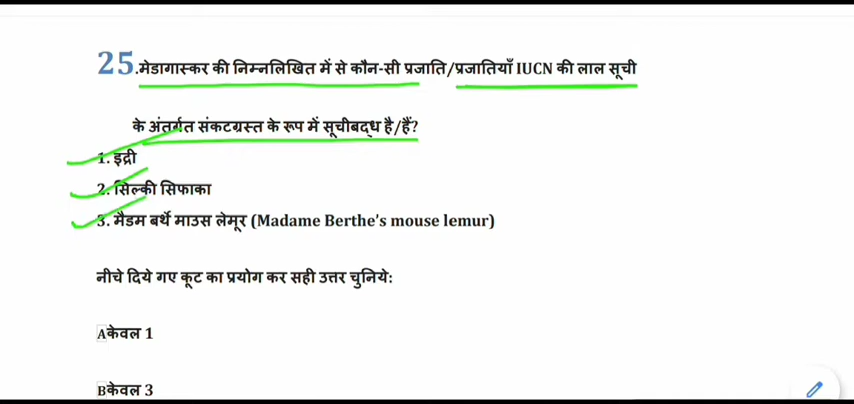 25.मेडागास्कर की निम्नलिखित में से कौन-सी प्रजाति/प्रजातियाँ IUCN की लाल सूची
के अंतर्गत संकटग्रस्त के रूप में सूचीबद्ध है/हैं?
1. इद्री
2. सिल्की सिफाका
3. मैडम बर्थे माउस लेमूर (Madame Berthe’s mouse lemur)
नीचे दिये गए कूट का प्रयोग कर सही उत्तर चुनिये:
Aकेवल 1
Bकेवल 3